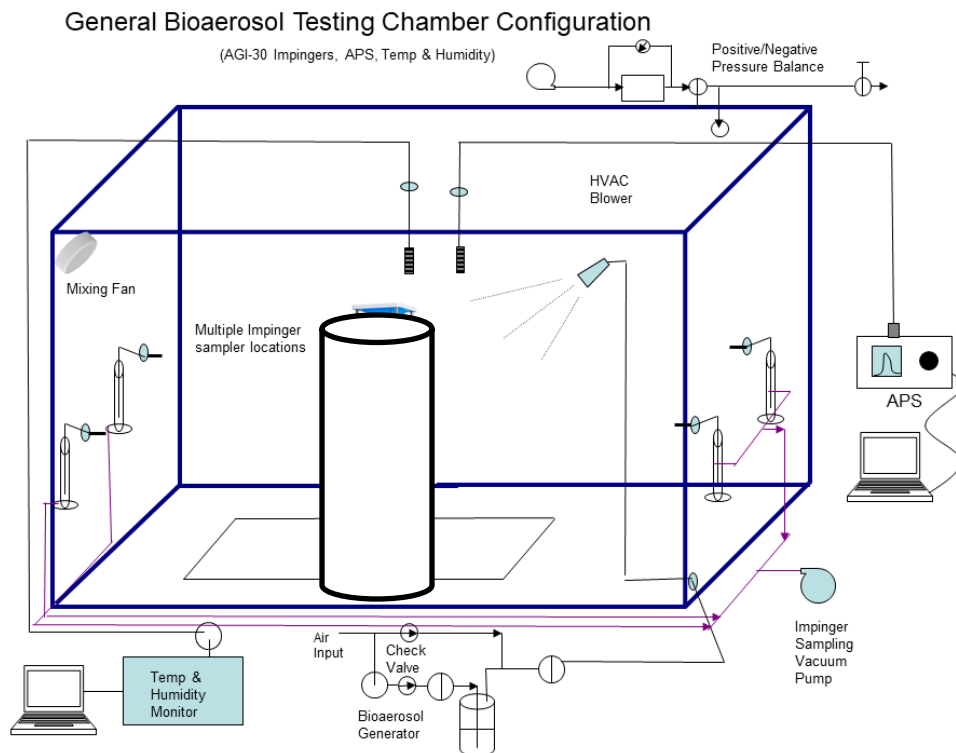 General Bioaerosol Testing Chamber Configuration
(AGI-30 Impingers, APS, Temp & Humidity)
Positive/Negative
Pressure Balance
HVAC
Blower
Mixing Fan
Multiple Impinger
sampler locations
APS
Air
Input
Check
Valve
Bioaerosol
Generator
Temp &
Humidity
Monitor
Impinger
Sampling
Vacuum
Pump